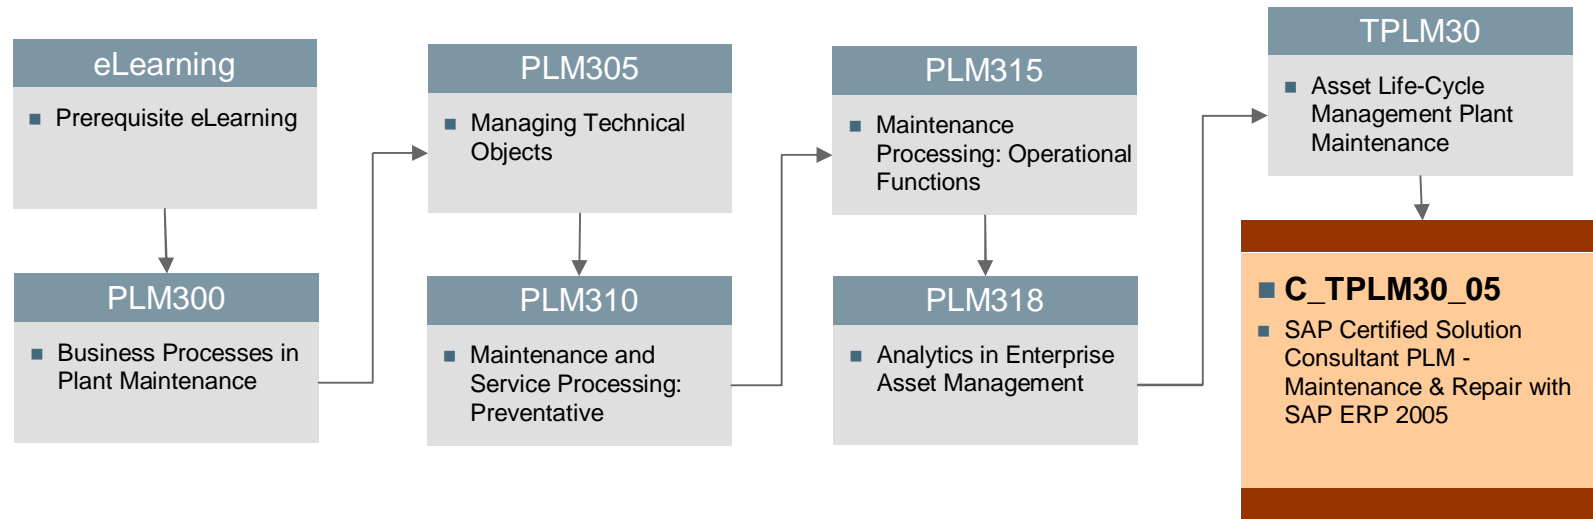 eLearning
Prerequisite eLearning
PLM300
Business Processes in
Plant Maintenance
PLM305
Managing Technical
Objects
PLM310
Maintenance and
Service Processing:
Preventative
PLM315
Maintenance
Processing: Operational
Functions
PLM318
Analytics in Enterprise
Asset Management
TPLM30
Asset Life-Cycle
Management Plant
Maintenance
C_TPLM30_05
SAP Certified Solution
Consultant PLM -
Maintenance & Repair with
SAP ERP 2005